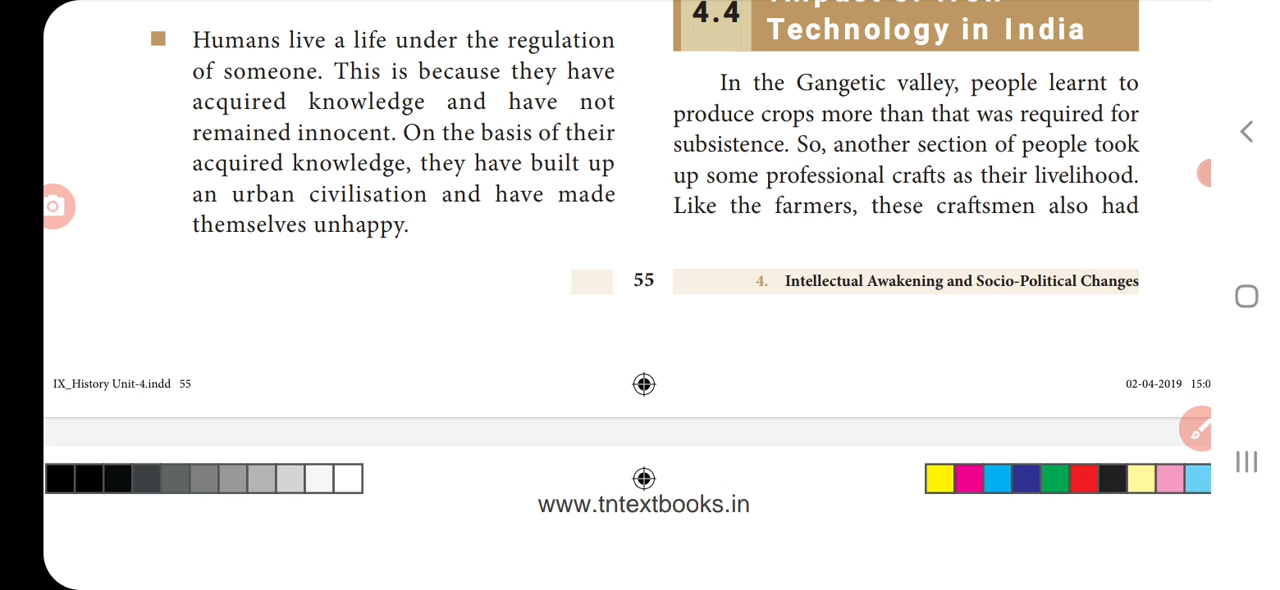 Humans live a life under the regulation
of someone. This is because they have
acquired knowledge and have not
remained innocent. On the basis of their
acquired knowledge, they have built up
an urban civilisation and have made
themselves unhappy.
4.4
Impact of Iron
Technology in India
In the Gangetic valley, people learnt to
produce crops more than that was required for
subsistence. So, another section of people took
up some professional crafts as their livelihood.
Like the farmers, these craftsmen also had
55
4. Intellectual Awakening and Socio-Political Changes
IX_History Unit-4.indd 55
02-04-2019 15:0
www.tntextbooks.in